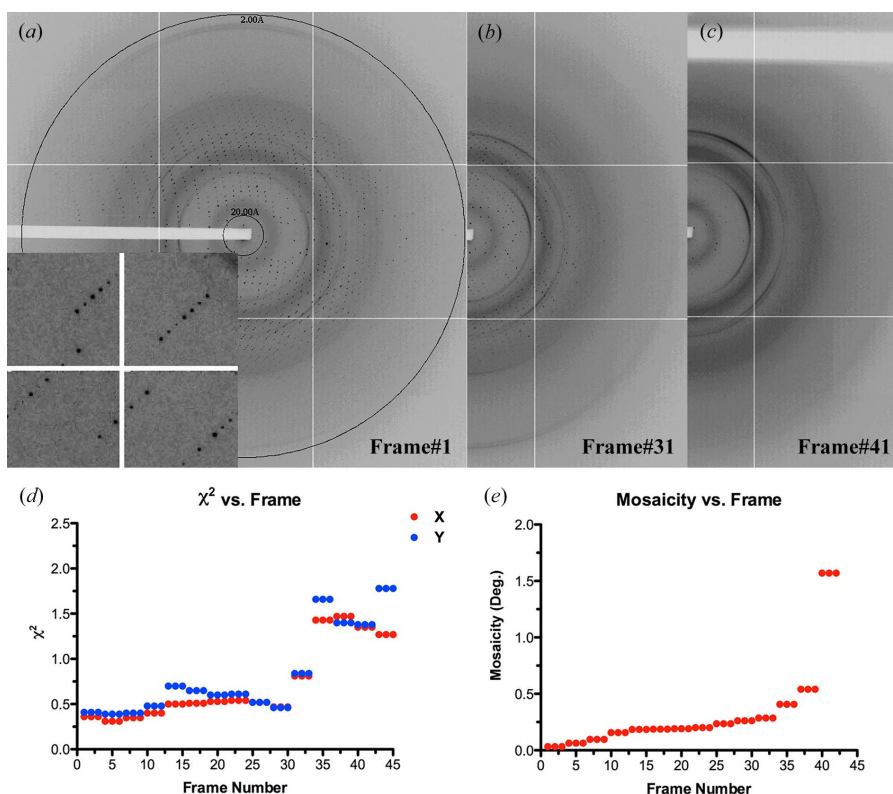 (a)
2.00A
(b)
(c)
20.00A
Frame#1
Frame#31
Frame#41
(d)
χ² vs. Frame
X
Y
2.5
2.0
1.5
1.0
0.5
0.0
χ²
0 5 10 15 20 25 30 35 40 45
Frame Number
(e)
Mosaicity vs. Frame
2.0
1.5
1.0
0.5
0.0
Mosaicity (Deg.)
0 5 10 15 20 25 30 35 40 45
Frame Number